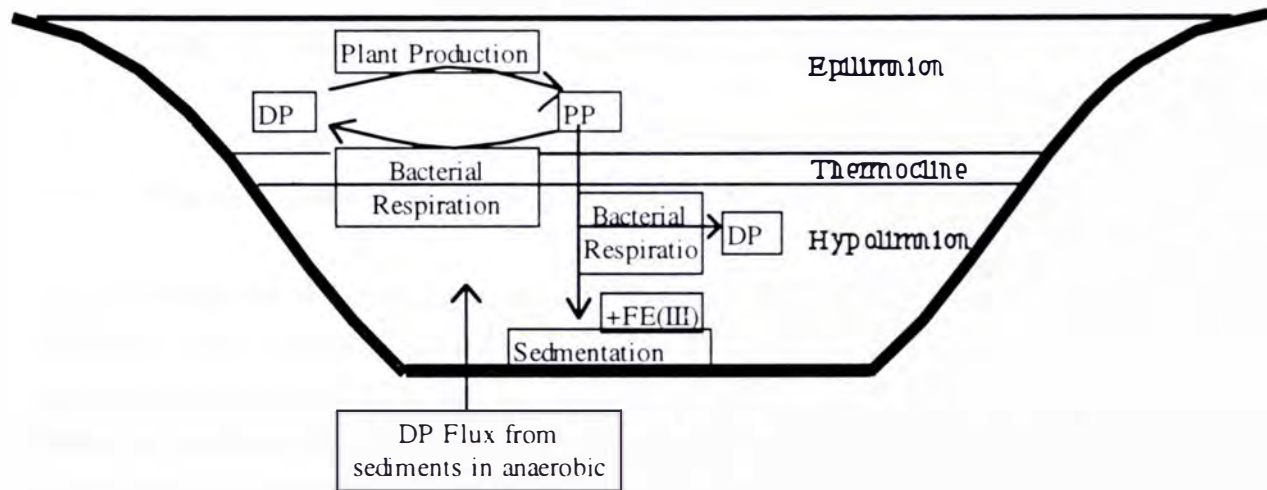 Plant Production
Epilimnion
DP
PP
Bacterial
Respiration
Thermocline
Bacterial
Respiratio
DP
Hypolimnion
+FE(III)
Sedmentation
DP Flux from
sediments in anaerobic